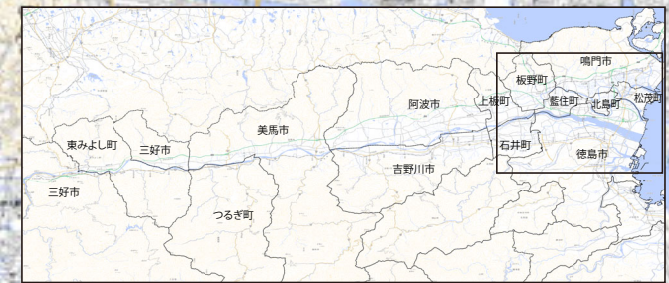 鳴門市
板野町
阿波市
上板町
藍住町
北島町
松茂町
美馬市
東みよし町
三好市
石井町
徳島市
吉野川市
三好市
つるぎ町